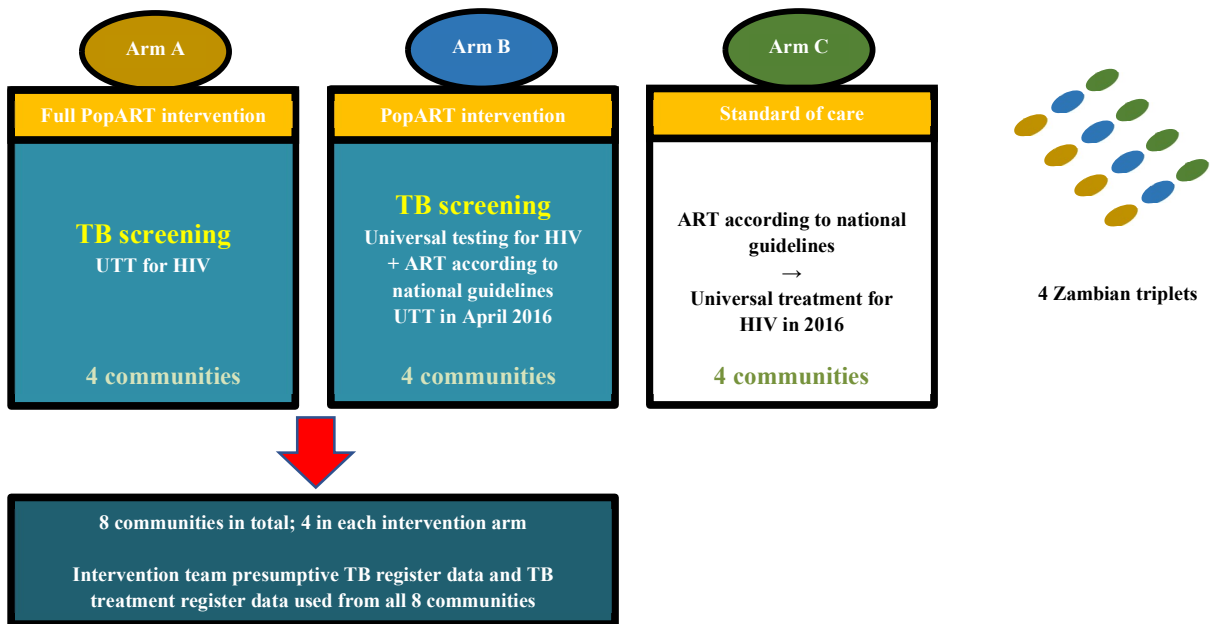 Arm A
Full PopART intervention
TB screening
UTT for HIV
4 communities
Arm B
PopART intervention
TB screening
Universal testing for HIV
+ ART according to
national guidelines
UTT in April 2016
4 communities
Arm C
Standard of care
ART according to national
guidelines
→
Universal treatment for
HIV in 2016
4 communities
4 Zambian triplets
8 communities in total; 4 in each intervention arm
Intervention team presumptive TB register data and TB
treatment register data used from all 8 communities